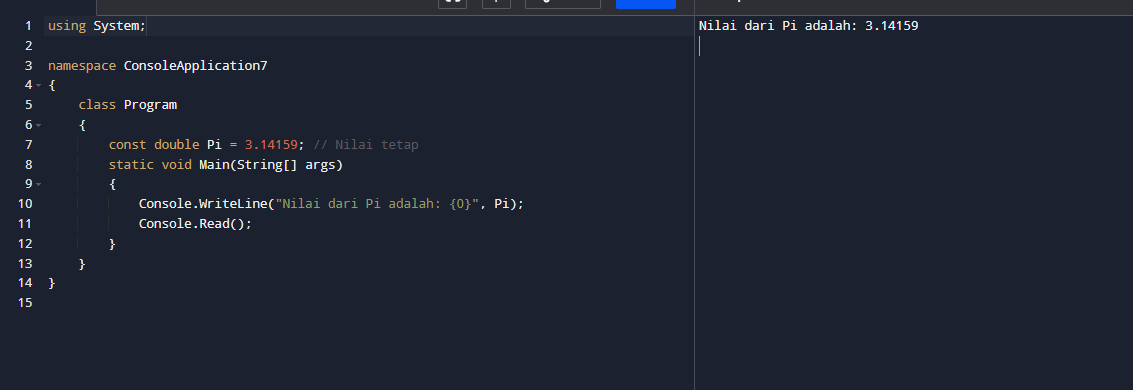 1 using System;
2
3 namespace ConsoleApplication7
4 {
5 class Program
6 {
7 const double Pi = 3.14159; // Nilai tetap
8 static void Main(String[] args)
9 {
10 Console.WriteLine("Nilai dari Pi adalah: {0}", Pi);
11 Console.Read();
12 }
13 }
14 }
15
Nilai dari Pi adalah: 3.14159